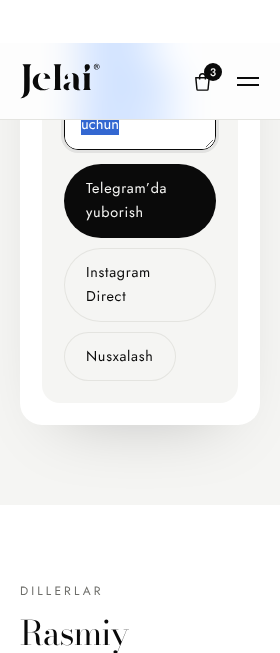 Jelai®
3
uchun
Telegram’da
yuborish
Instagram
Direct
Nusxalash
DILLERLAR
Rasmiy